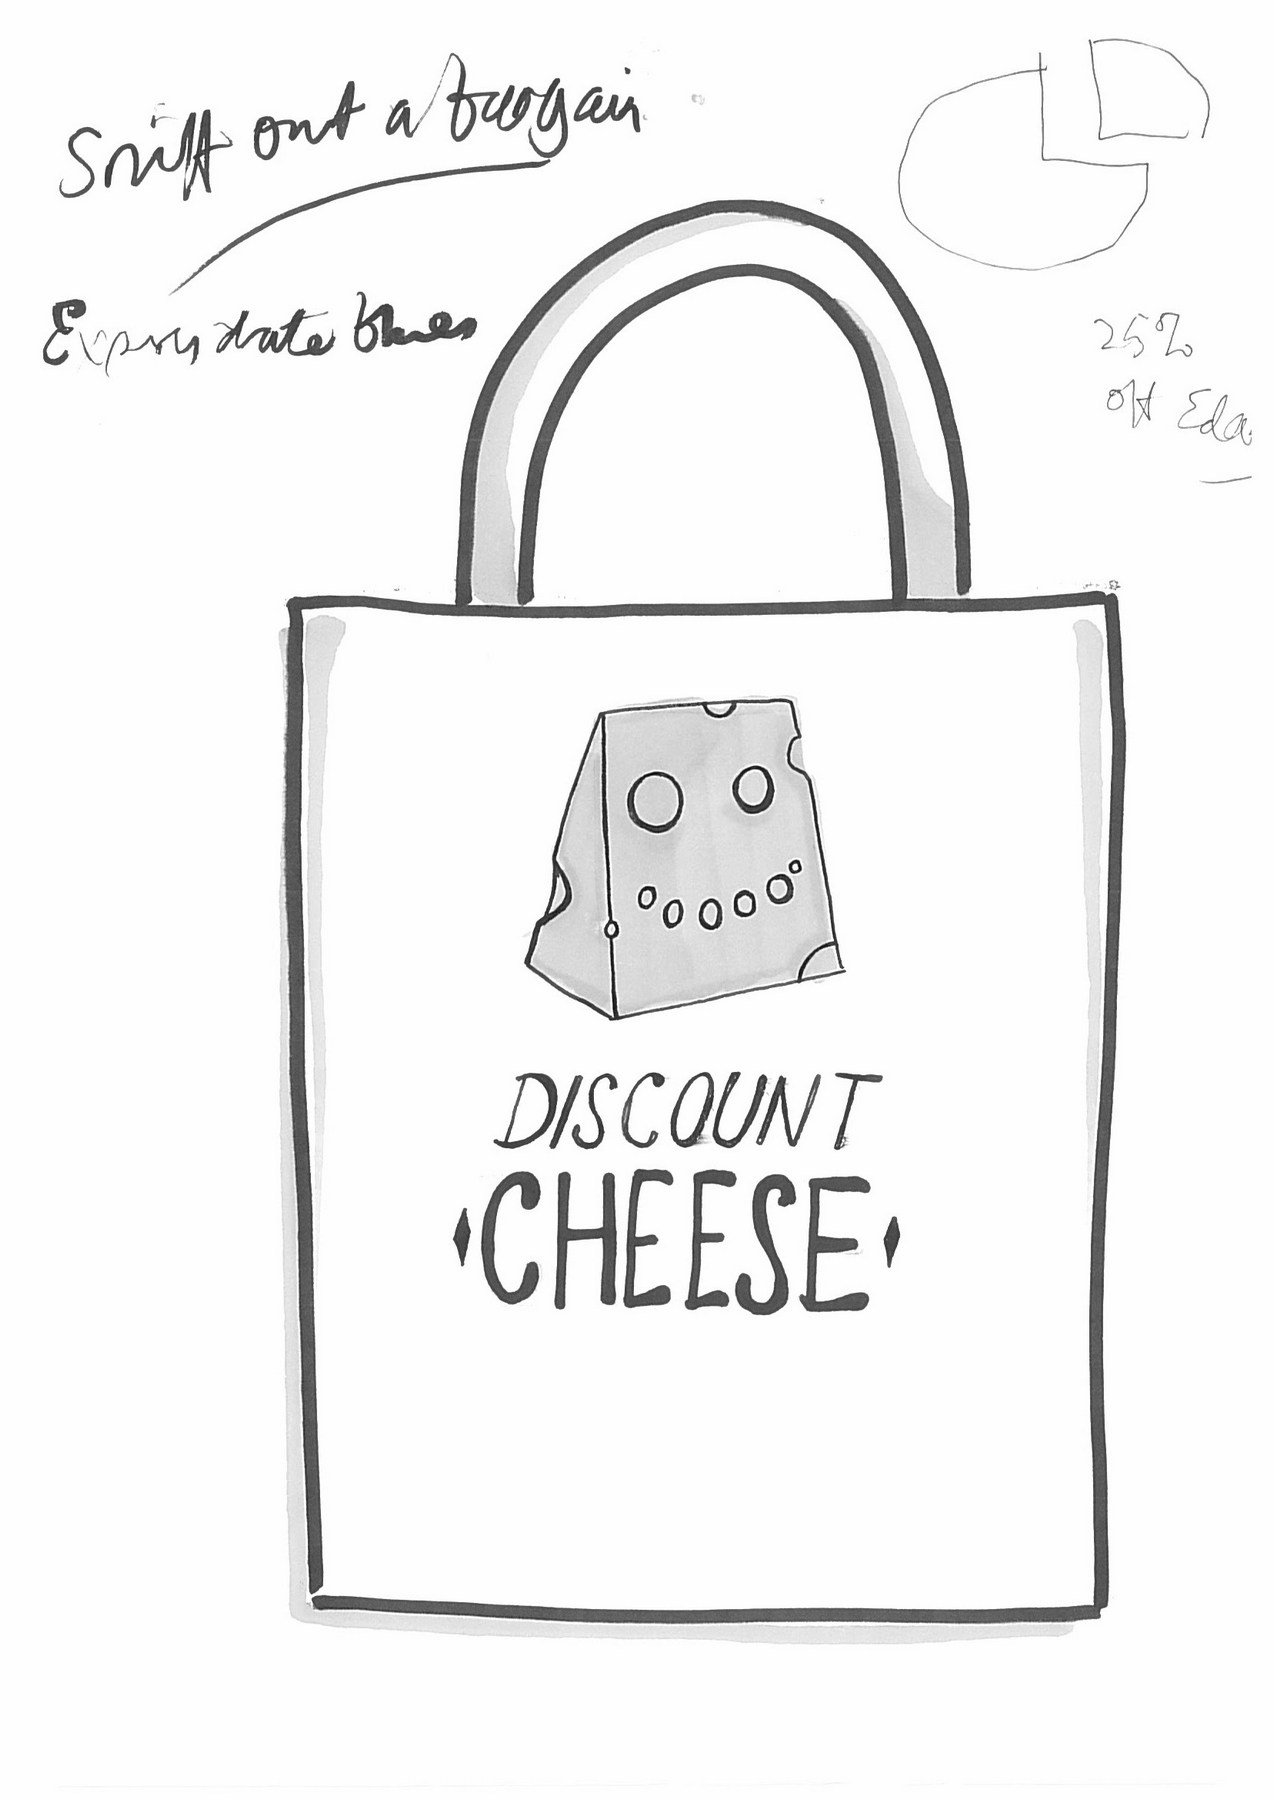 Sniff out a bargain
Expiry date blues
25%
off Eda
DISCOUNT
CHEESE